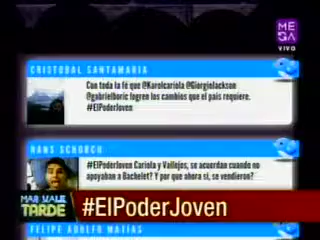 MEGA
VIVO
CRISTOBAL SANTAMARIA
Con toda la fé que @Karolcariola @GiorgioJackson
@gabrielboric logren los cambios que el país requiere.
#ElPoderJoven
HANS SCHORCH
#ElPoderJoven Cariola y Vallejos, se acuerdan cuando no
apoyaban a Bachelet? Y por que ahora si, se vendieron?
MAS VALE
TARDE
#ElPoderJoven
FELIPE ADOLFO MATÍAS